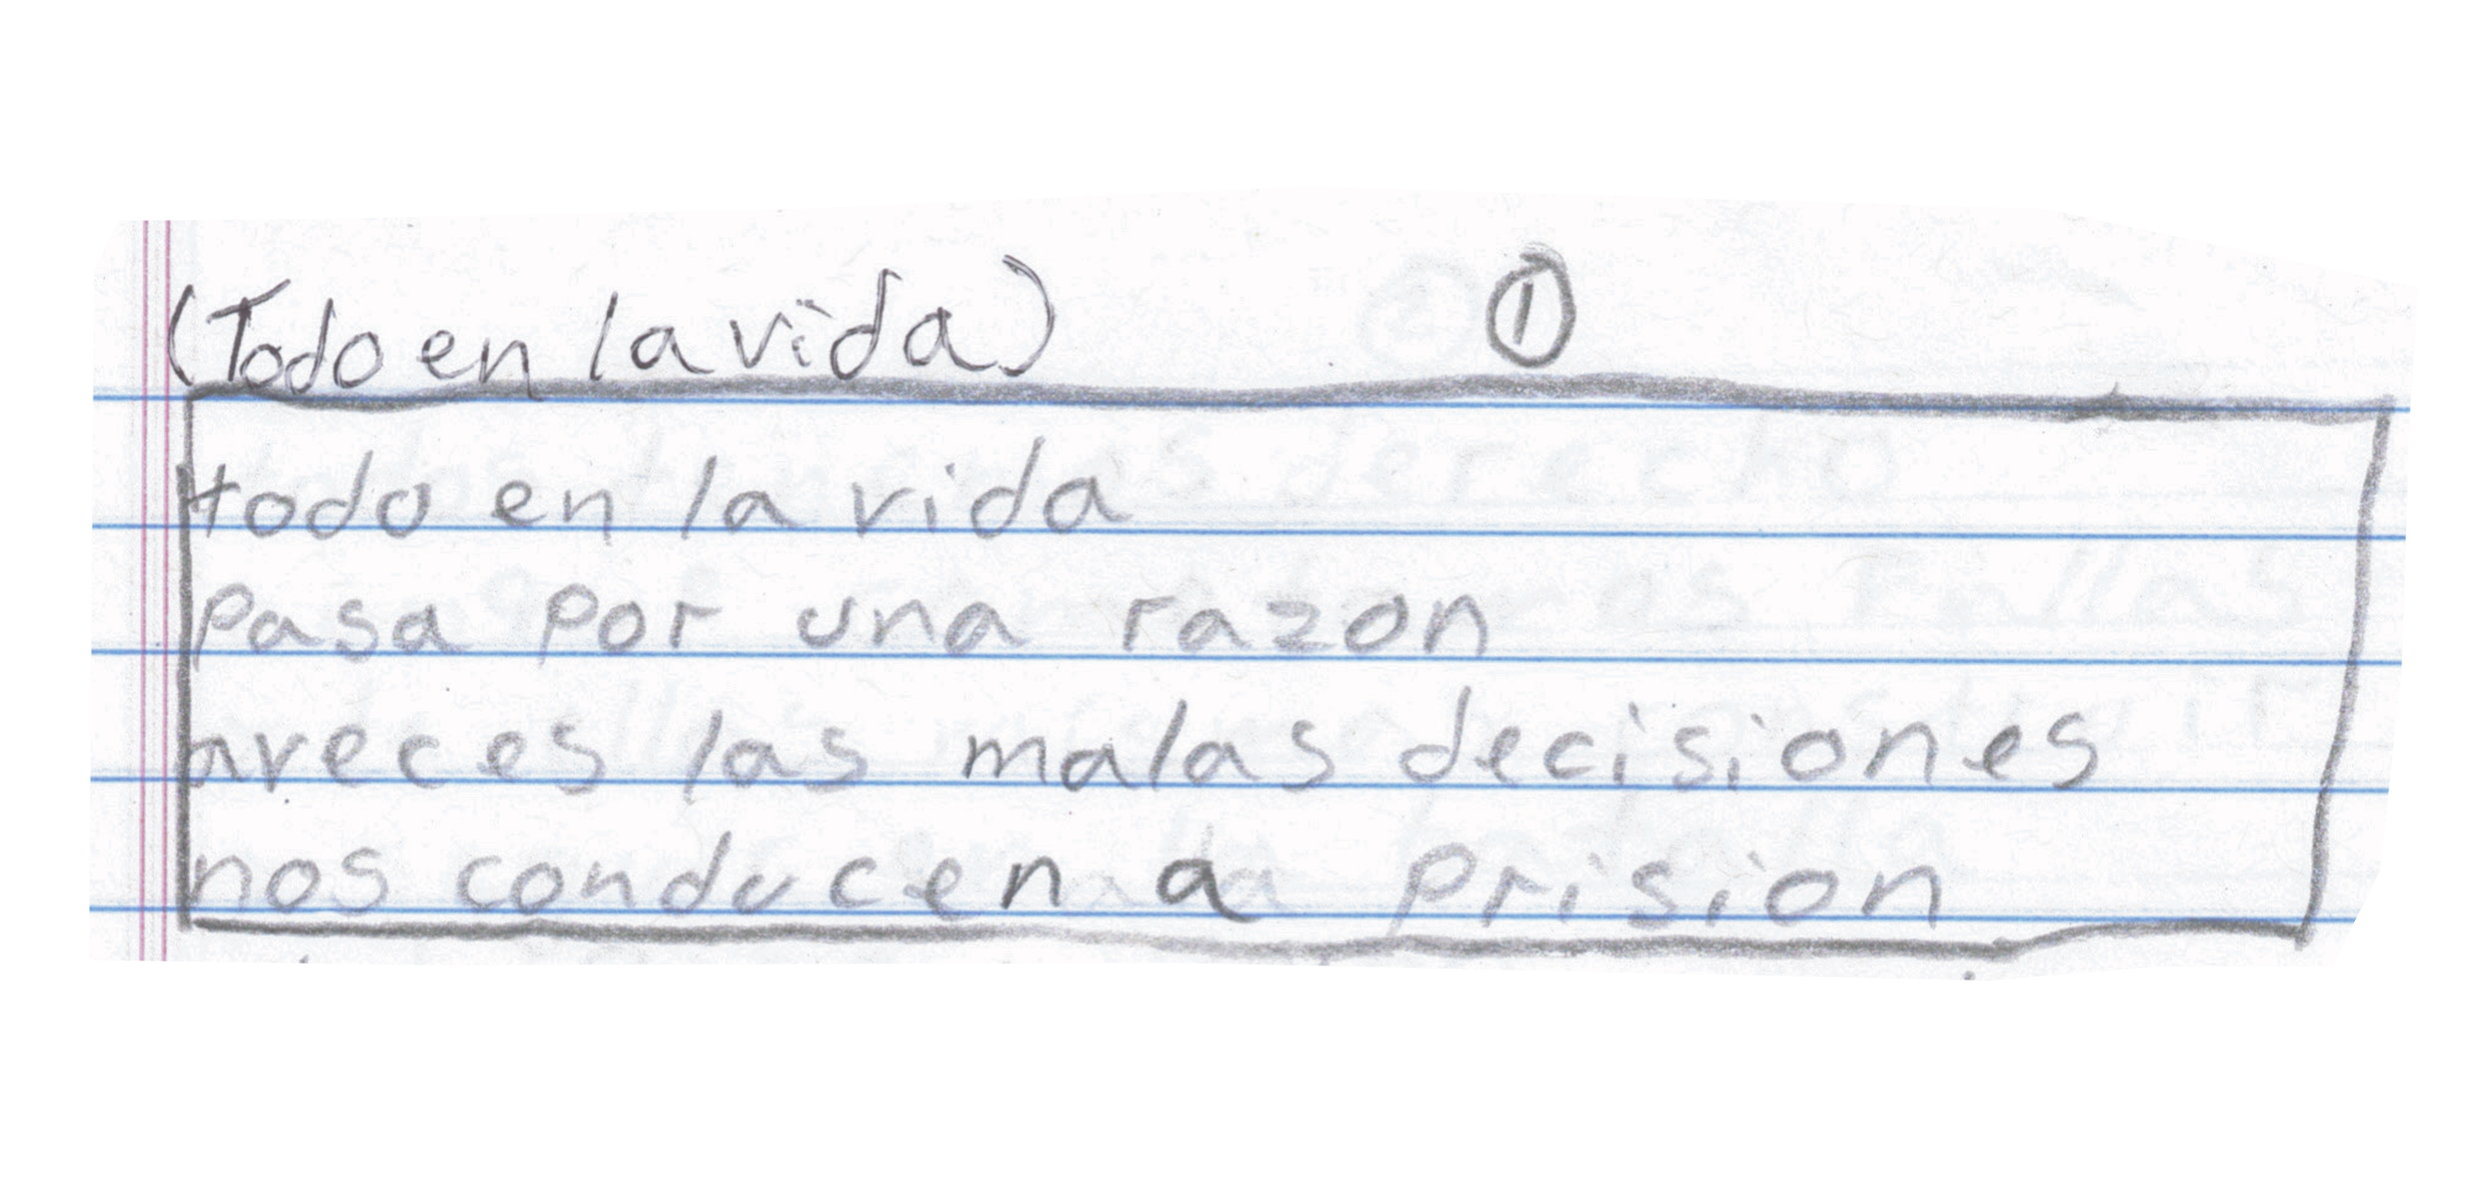 (Todo en la vida) ①
todo en la vida
pasa por una razon
aveces las malas decisiones
nos conducen a prision